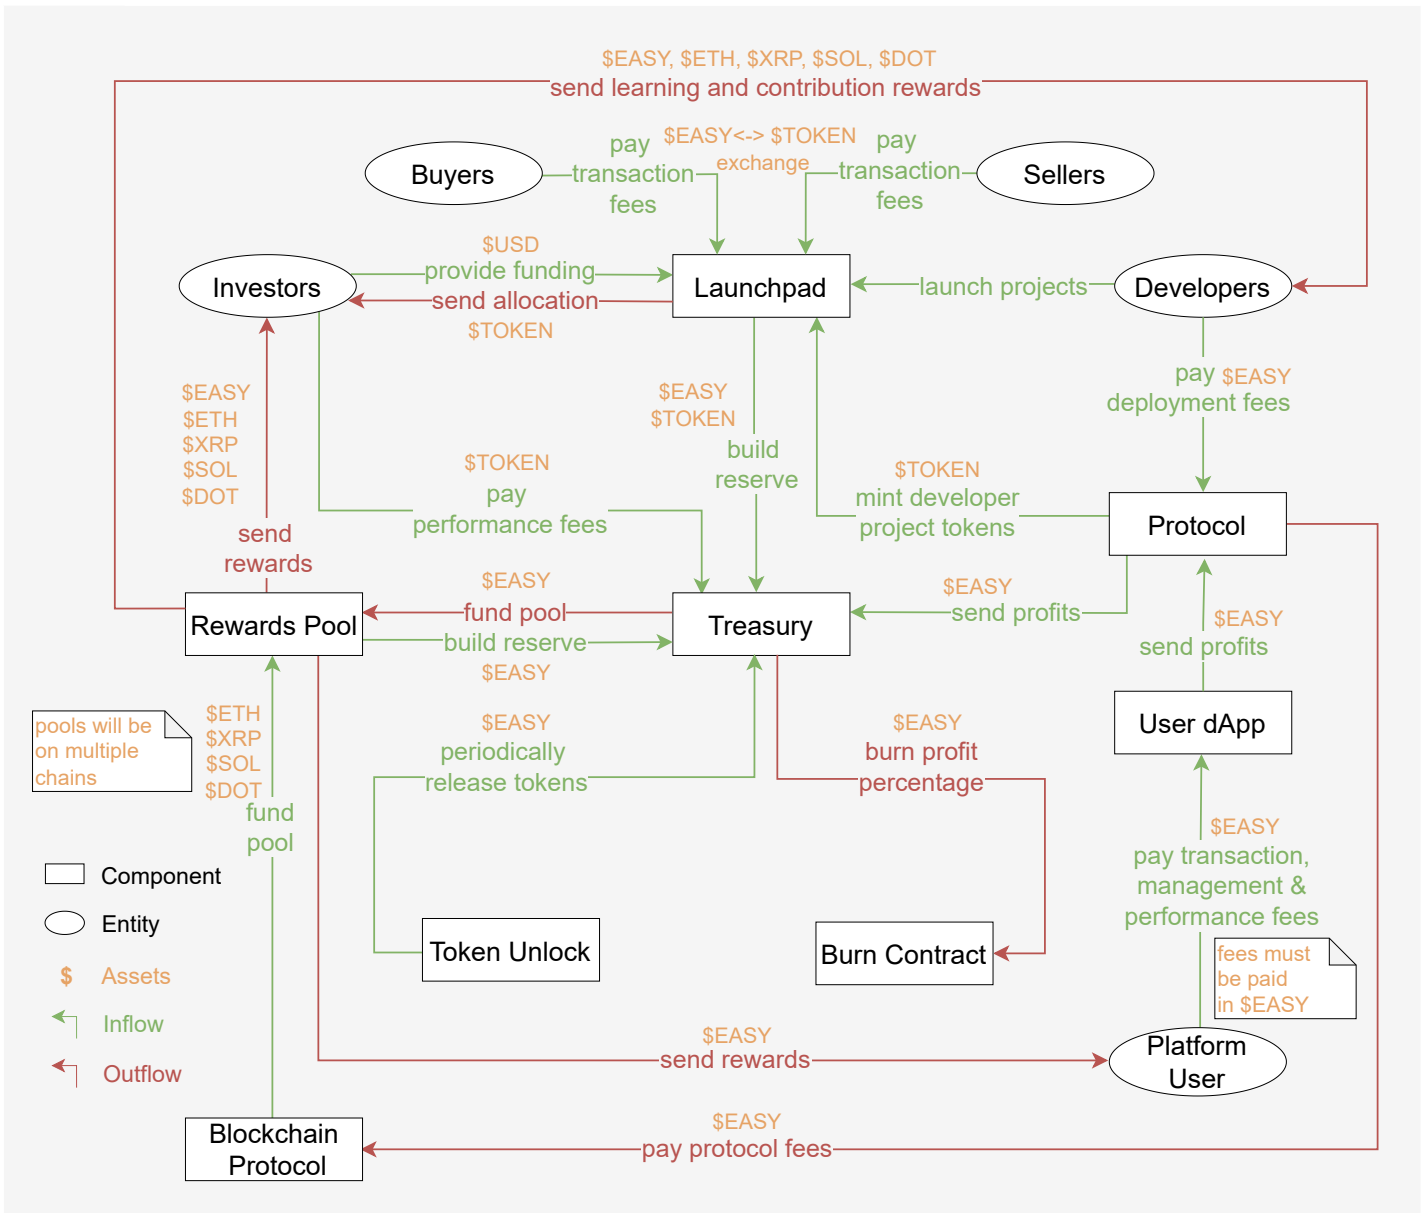 $EASY, $ETH, $XRP, $SOL, $DOT
send learning and contribution rewards
Buyers
pay
transaction
fees
$EASY<-> $TOKEN
exchange
pay
transaction
fees
Sellers
Investors
$USD
provide funding
send allocation
$TOKEN
Launchpad
launch projects
Developers
$EASY
$ETH
$XRP
$SOL
$DOT
send
rewards
$TOKEN
pay
performance fees
$EASY
$TOKEN
build
reserve
$TOKEN
mint developer
project tokens
pay $EASY
deployment fees
Protocol
Rewards Pool
$EASY
fund pool
build reserve
$EASY
Treasury
$EASY
send profits
$EASY
send profits
User dApp
pools will be
on multiple
chains
$ETH
$XRP
$SOL
$DOT
fund
pool
$EASY
periodically
release tokens
$EASY
burn profit
percentage
$EASY
pay transaction,
management &
performance fees
Component
Entity
$ Assets
Inflow
Outflow
Token Unlock
Burn Contract
fees must
be paid
in $EASY
$EASY
send rewards
Platform
User
Blockchain
Protocol
$EASY
pay protocol fees